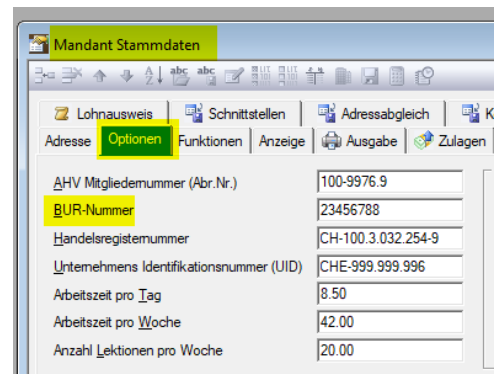 Mandant Stammdaten
Lohnausweis Schnittstellen Adressabgleich K
Adresse Optionen Funktionen Anzeige Ausgabe Zulagen
AHV Mitgliedernummer (Abr.Nr.) 100-9976.9
BUR-Nummer 23456788
Handelsregisternummer CH-100.3.032.254-9
Unternehmens Identifikationsnummer (UID) CHE-999.999.996
Arbeitszeit pro Tag 8.50
Arbeitszeit pro Woche 42.00
Anzahl Lektionen pro Woche 20.00